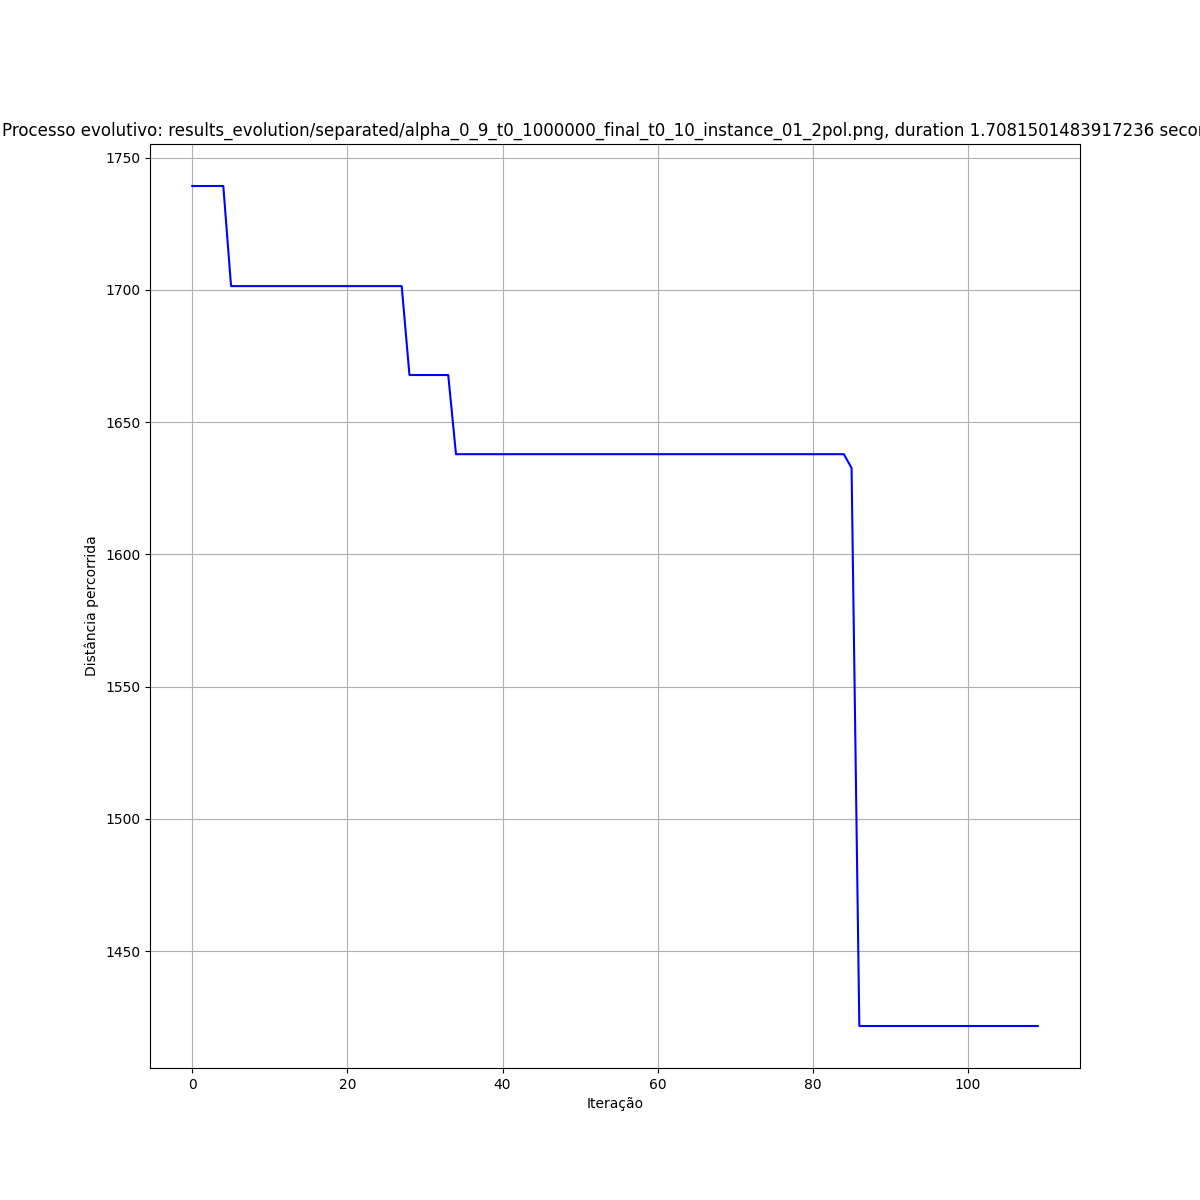 Processo evolutivo: results_evolution/separated/alpha_0_9_t0_1000000_final_t0_10_instance_01_2pol.png, duration 1.7081501483917236
1750
1700
1650
1600
1550
1500
1450
Distância percorrida
0 20 40 60 80 100
Iteração